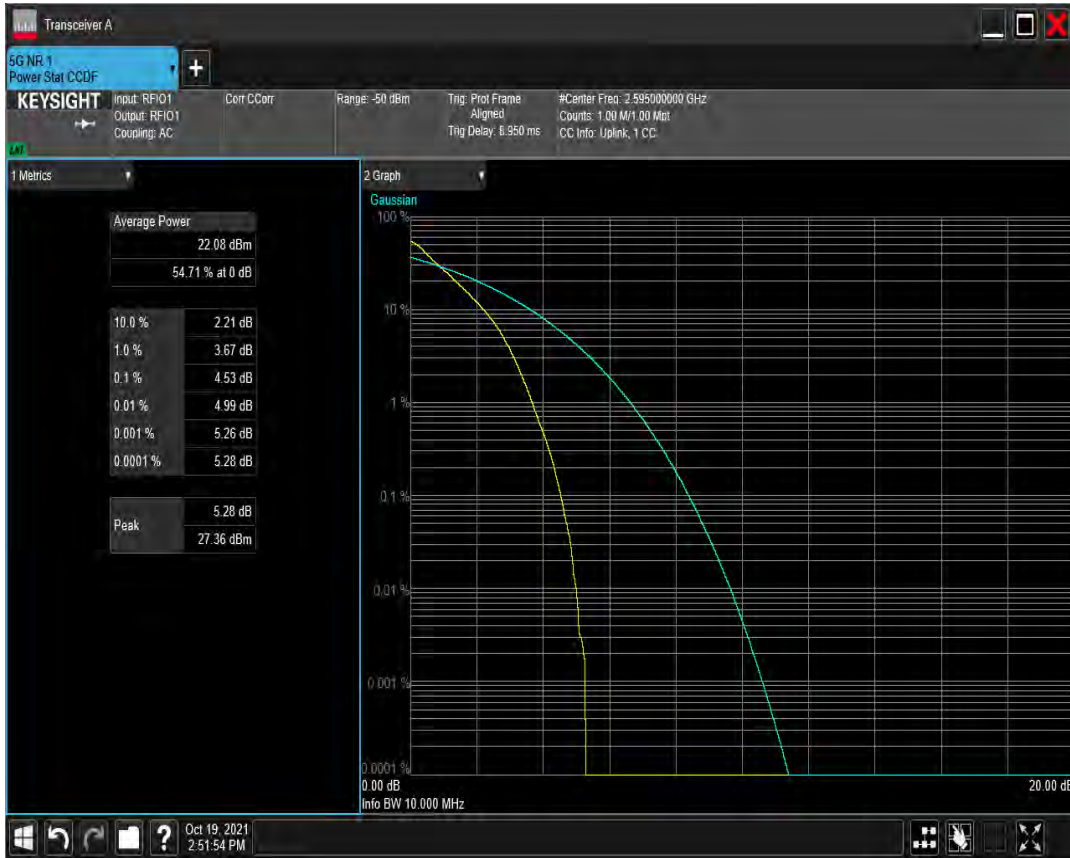 Transceiver A
5G NR 1
Power Stat CCDF
+
KEYSIGHT
Input: RFIO1
Output: RFIO1
Coupling: AC
Corr CCorr
Range: -50 dBm
Trig: Prot Frame
Aligned
Trig Delay: 8.950 ms
#Center Freq: 2.595000000 GHz
Counts: 1.00 M/1.00 Mpt
CC Info: Uplink, 1 CC
1 Metrics
Average Power
22.08 dBm
54.71 % at 0 dB
10.0 % 2.21 dB
1.0 % 3.67 dB
0.1 % 4.53 dB
0.01 % 4.99 dB
0.001 % 5.26 dB
0.0001 % 5.28 dB
Peak 5.28 dB
27.36 dBm
2 Graph
Gaussian
100 %
10 %
1 %
0.1 %
0.01 %
0.001 %
0.0001 %
0.00 dB 20.00 dB
Info BW 10.000 MHz
?
Oct 19, 2021
2:51:54 PM